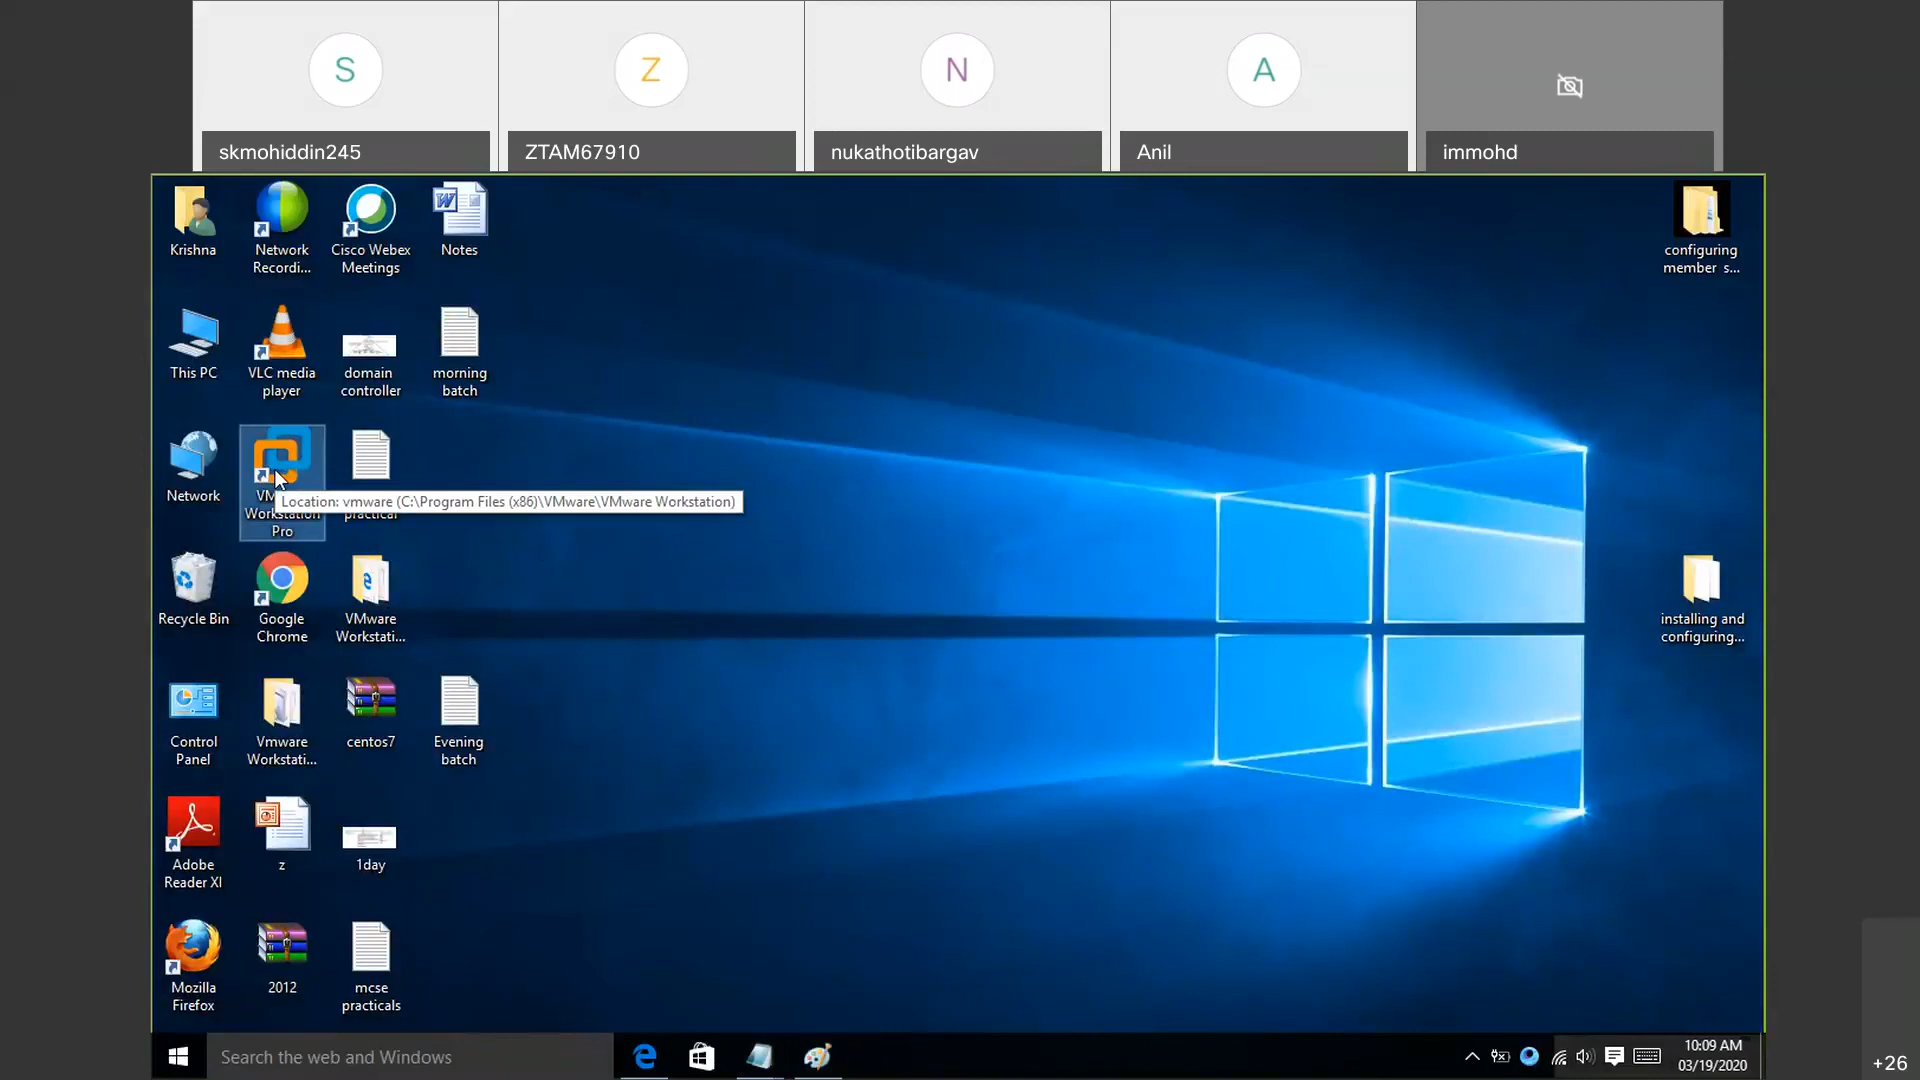 S
Z
N
A
skmohiddin245
ZTAM67910
nukathotibargav
Anil
immohd
Krishna
Network
Recordi...
Cisco Webex
Meetings
Notes
configuring
member s...
This PC
VLC media
player
domain
controller
morning
batch
Network
VM
Workstation
Pro
Location: vmware (C:\Program Files (x86)\VMware\VMware Workstation)
practical
Recycle Bin
Google
Chrome
VMware
Workstati...
installing and
configuring...
Control
Panel
Vmware
Workstati...
centos7
Evening
batch
Adobe
Reader XI
z
1day
Mozilla
Firefox
2012
mcse
practicals
Search the web and Windows
10:09 AM
03/19/2020
+26